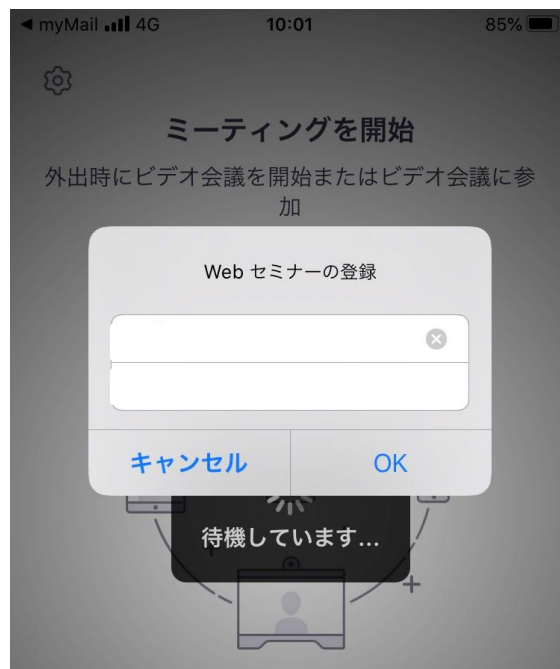 ◀ myMail 4G 10:01 85%
ミーティングを開始
外出時にビデオ会議を開始またはビデオ会議に参
加
Web セミナーの登録
キャンセル OK
待機しています...